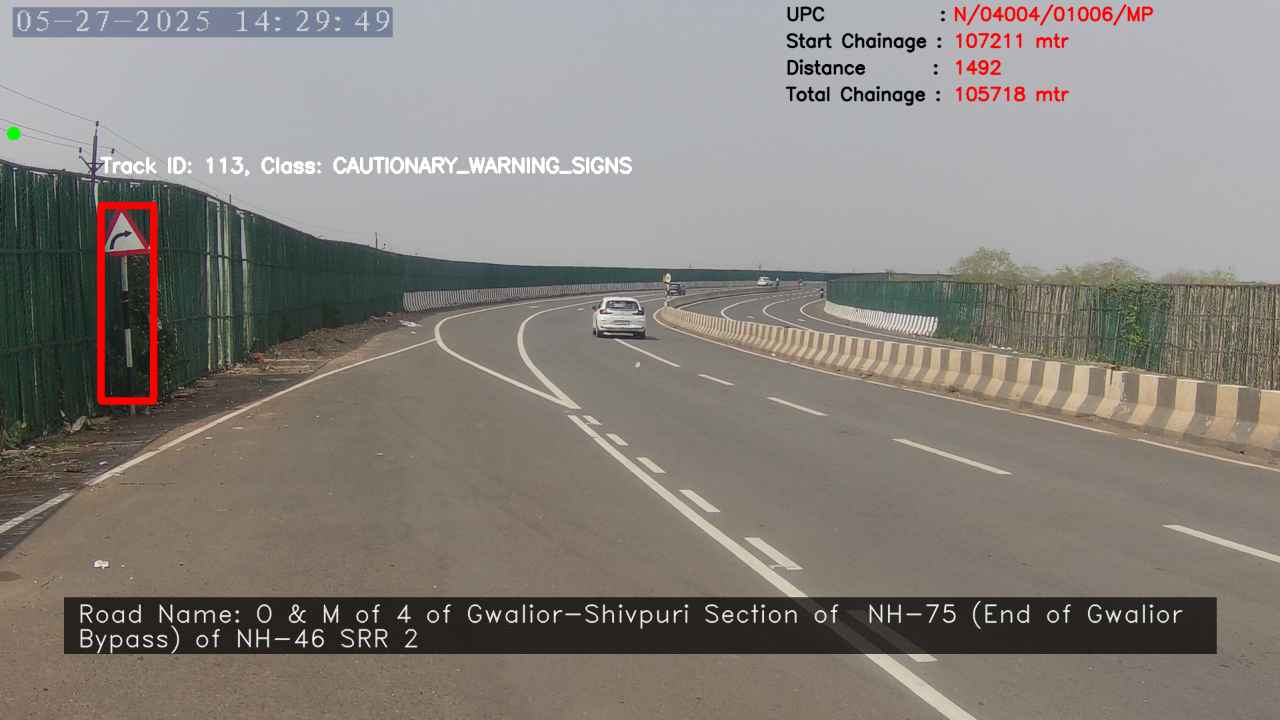 05-27-2025 14:29:49
UPC : N/04004/01006/MP
Start Chainage : 107211 mtr
Distance : 1492
Total Chainage : 105718 mtr
Track ID: 113, Class: CAUTIONARY_WARNING_SIGNS
Road Name: O & M of 4 of Gwalior-Shivpuri Section of NH-75 (End of Gwalior
Bypass) of NH-46 SRR 2